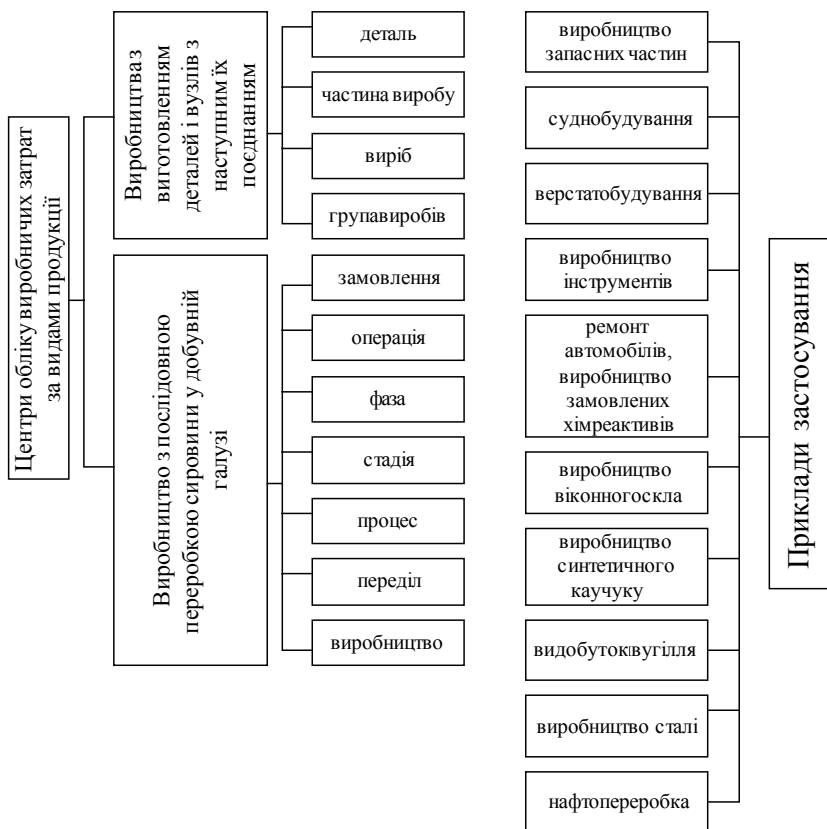 Центри обліку виробничих затрат
за видами продукції
Виробництва з
виготовленням
деталей і вузлів з
наступним їх
поєднанням
деталь
частина виробу
виріб
групавиробів
Виробництво з послідовною
переробкою сировини у добувній
галузі
замовлення
операція
фаза
стадія
процес
переділ
виробництво
виробництво
запасних частин
суднобудування
верстатобудування
виробництво
інструментів
ремонт
автомобілів,
виробництво
замовлених
хімреактивів
виробництво
віконногоскла
виробництво
синтетичного
каучуку
видобутоквугілля
виробництво сталі
нафтопереробка
Приклади застосування